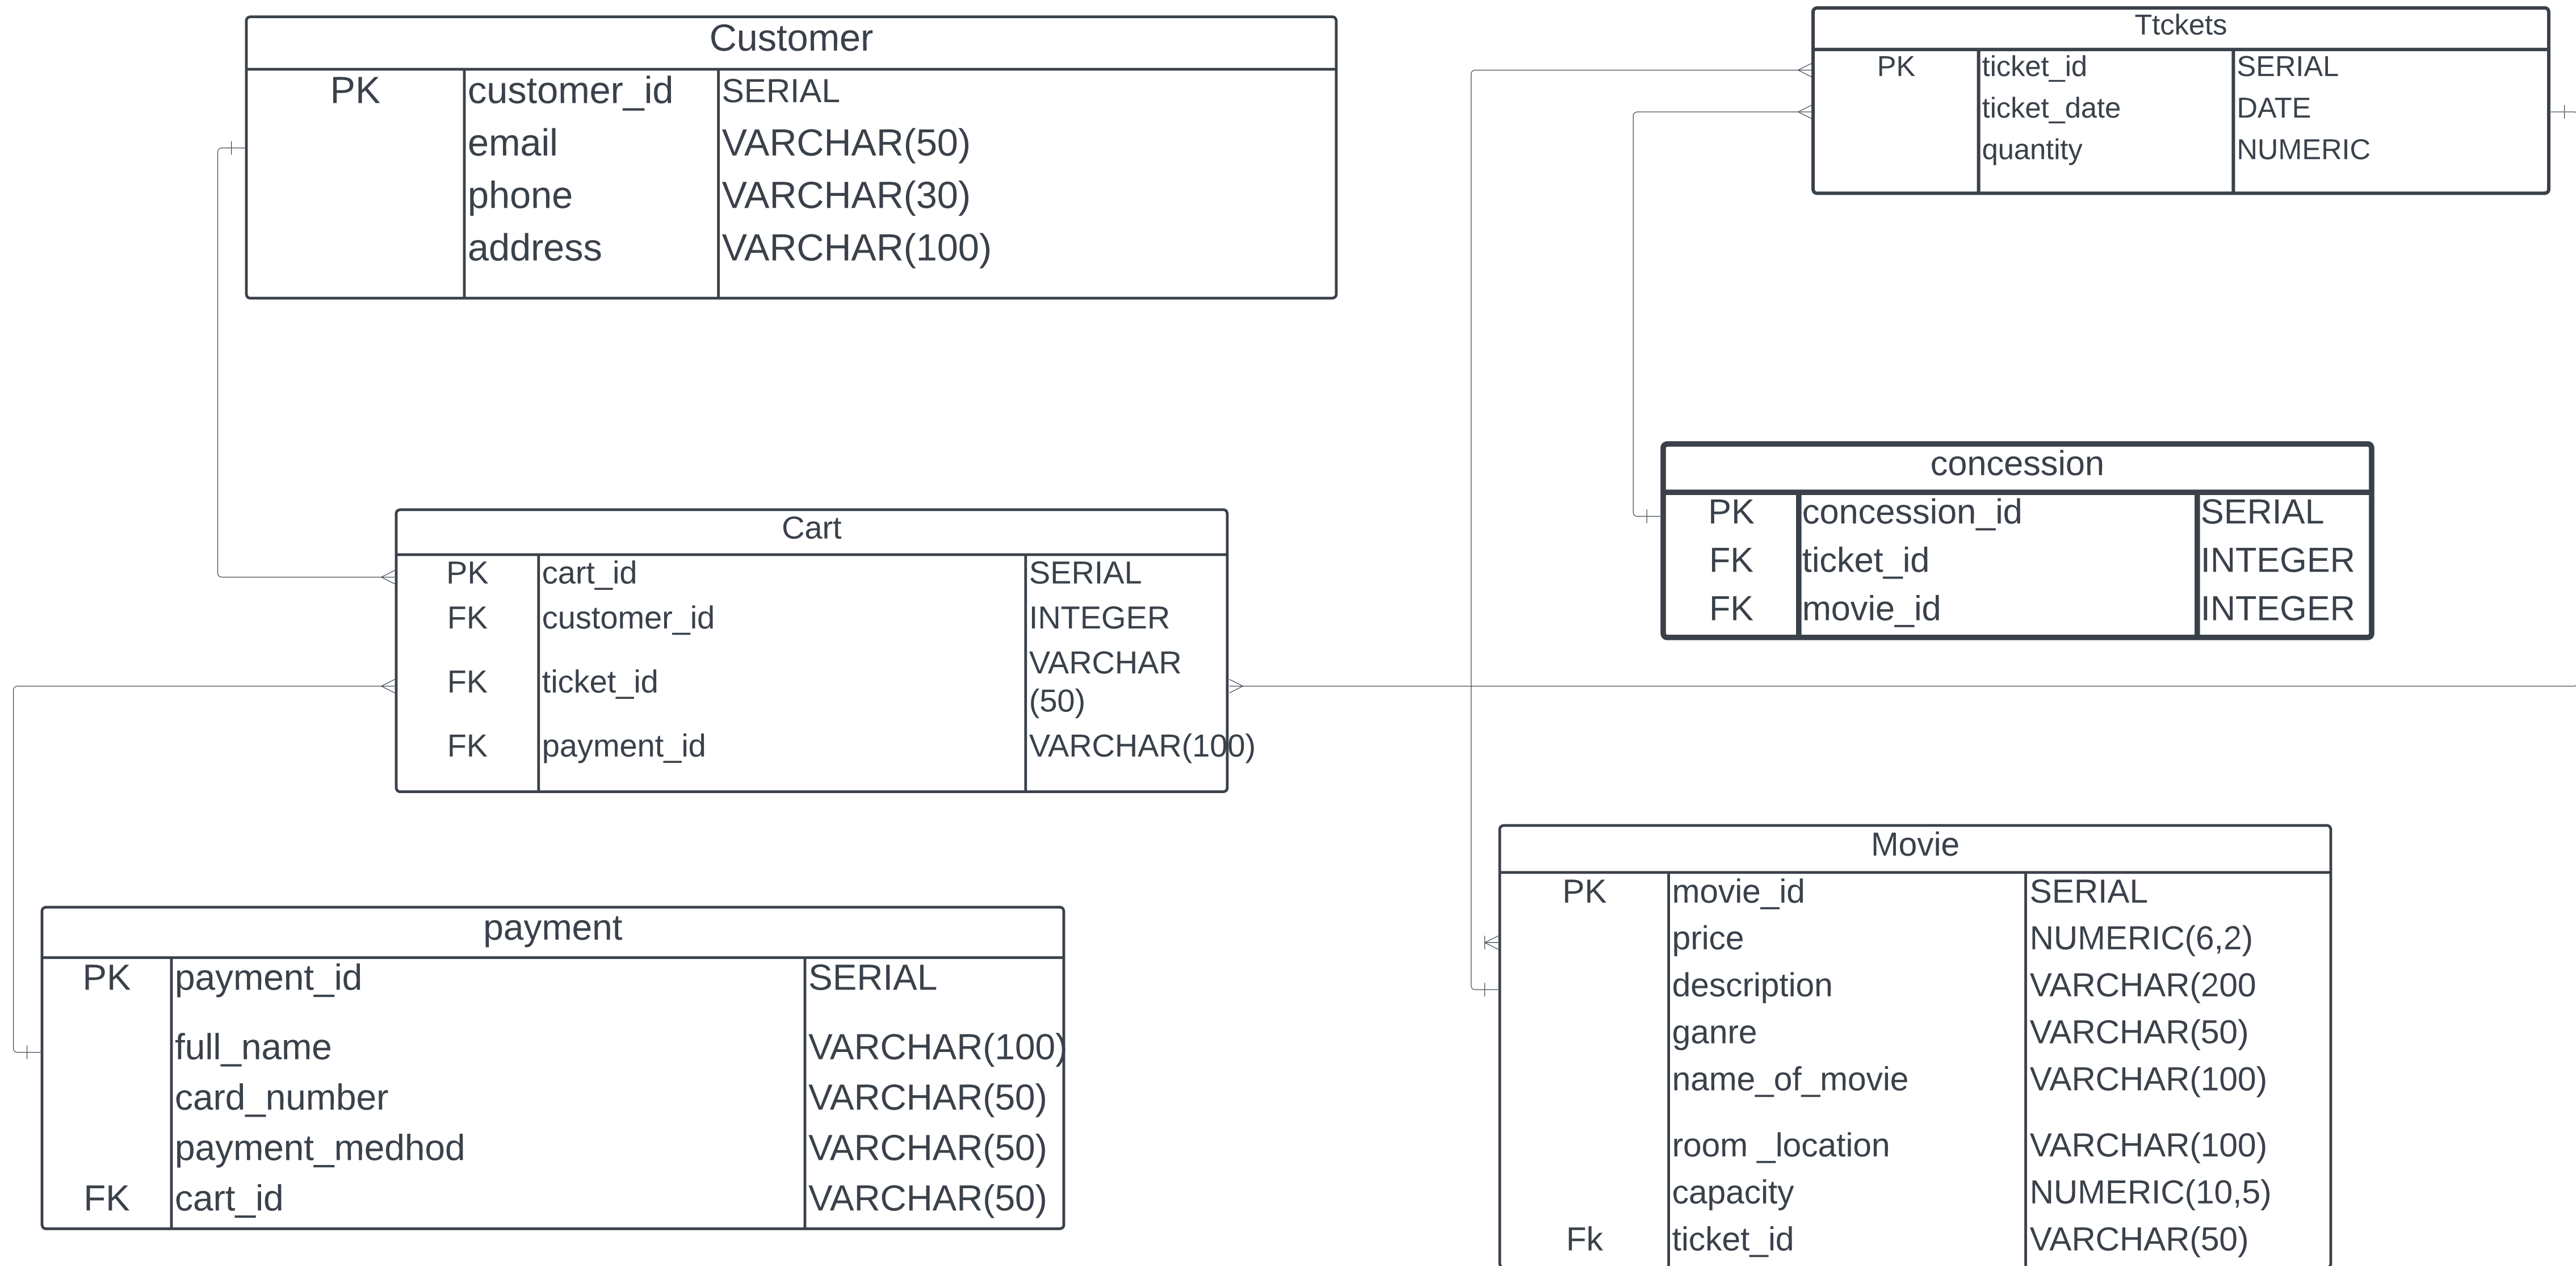 Customer
PK customer_id SERIAL
email VARCHAR(50)
phone VARCHAR(30)
address VARCHAR(100)
Ttckets
PK ticket_id SERIAL
ticket_date DATE
quantity NUMERIC
concession
PK concession_id SERIAL
FK ticket_id INTEGER
FK movie_id INTEGER
Cart
PK cart_id SERIAL
FK customer_id INTEGER
FK ticket_id VARCHAR
(50)
FK payment_id VARCHAR(100)
payment
PK payment_id SERIAL
full_name VARCHAR(100)
card_number VARCHAR(50)
payment_medhod VARCHAR(50)
FK cart_id VARCHAR(50)
Movie
PK movie_id SERIAL
price NUMERIC(6,2)
description VARCHAR(200
ganre VARCHAR(50)
name_of_movie VARCHAR(100)
room _location VARCHAR(100)
capacity NUMERIC(10,5)
Fk ticket_id VARCHAR(50)